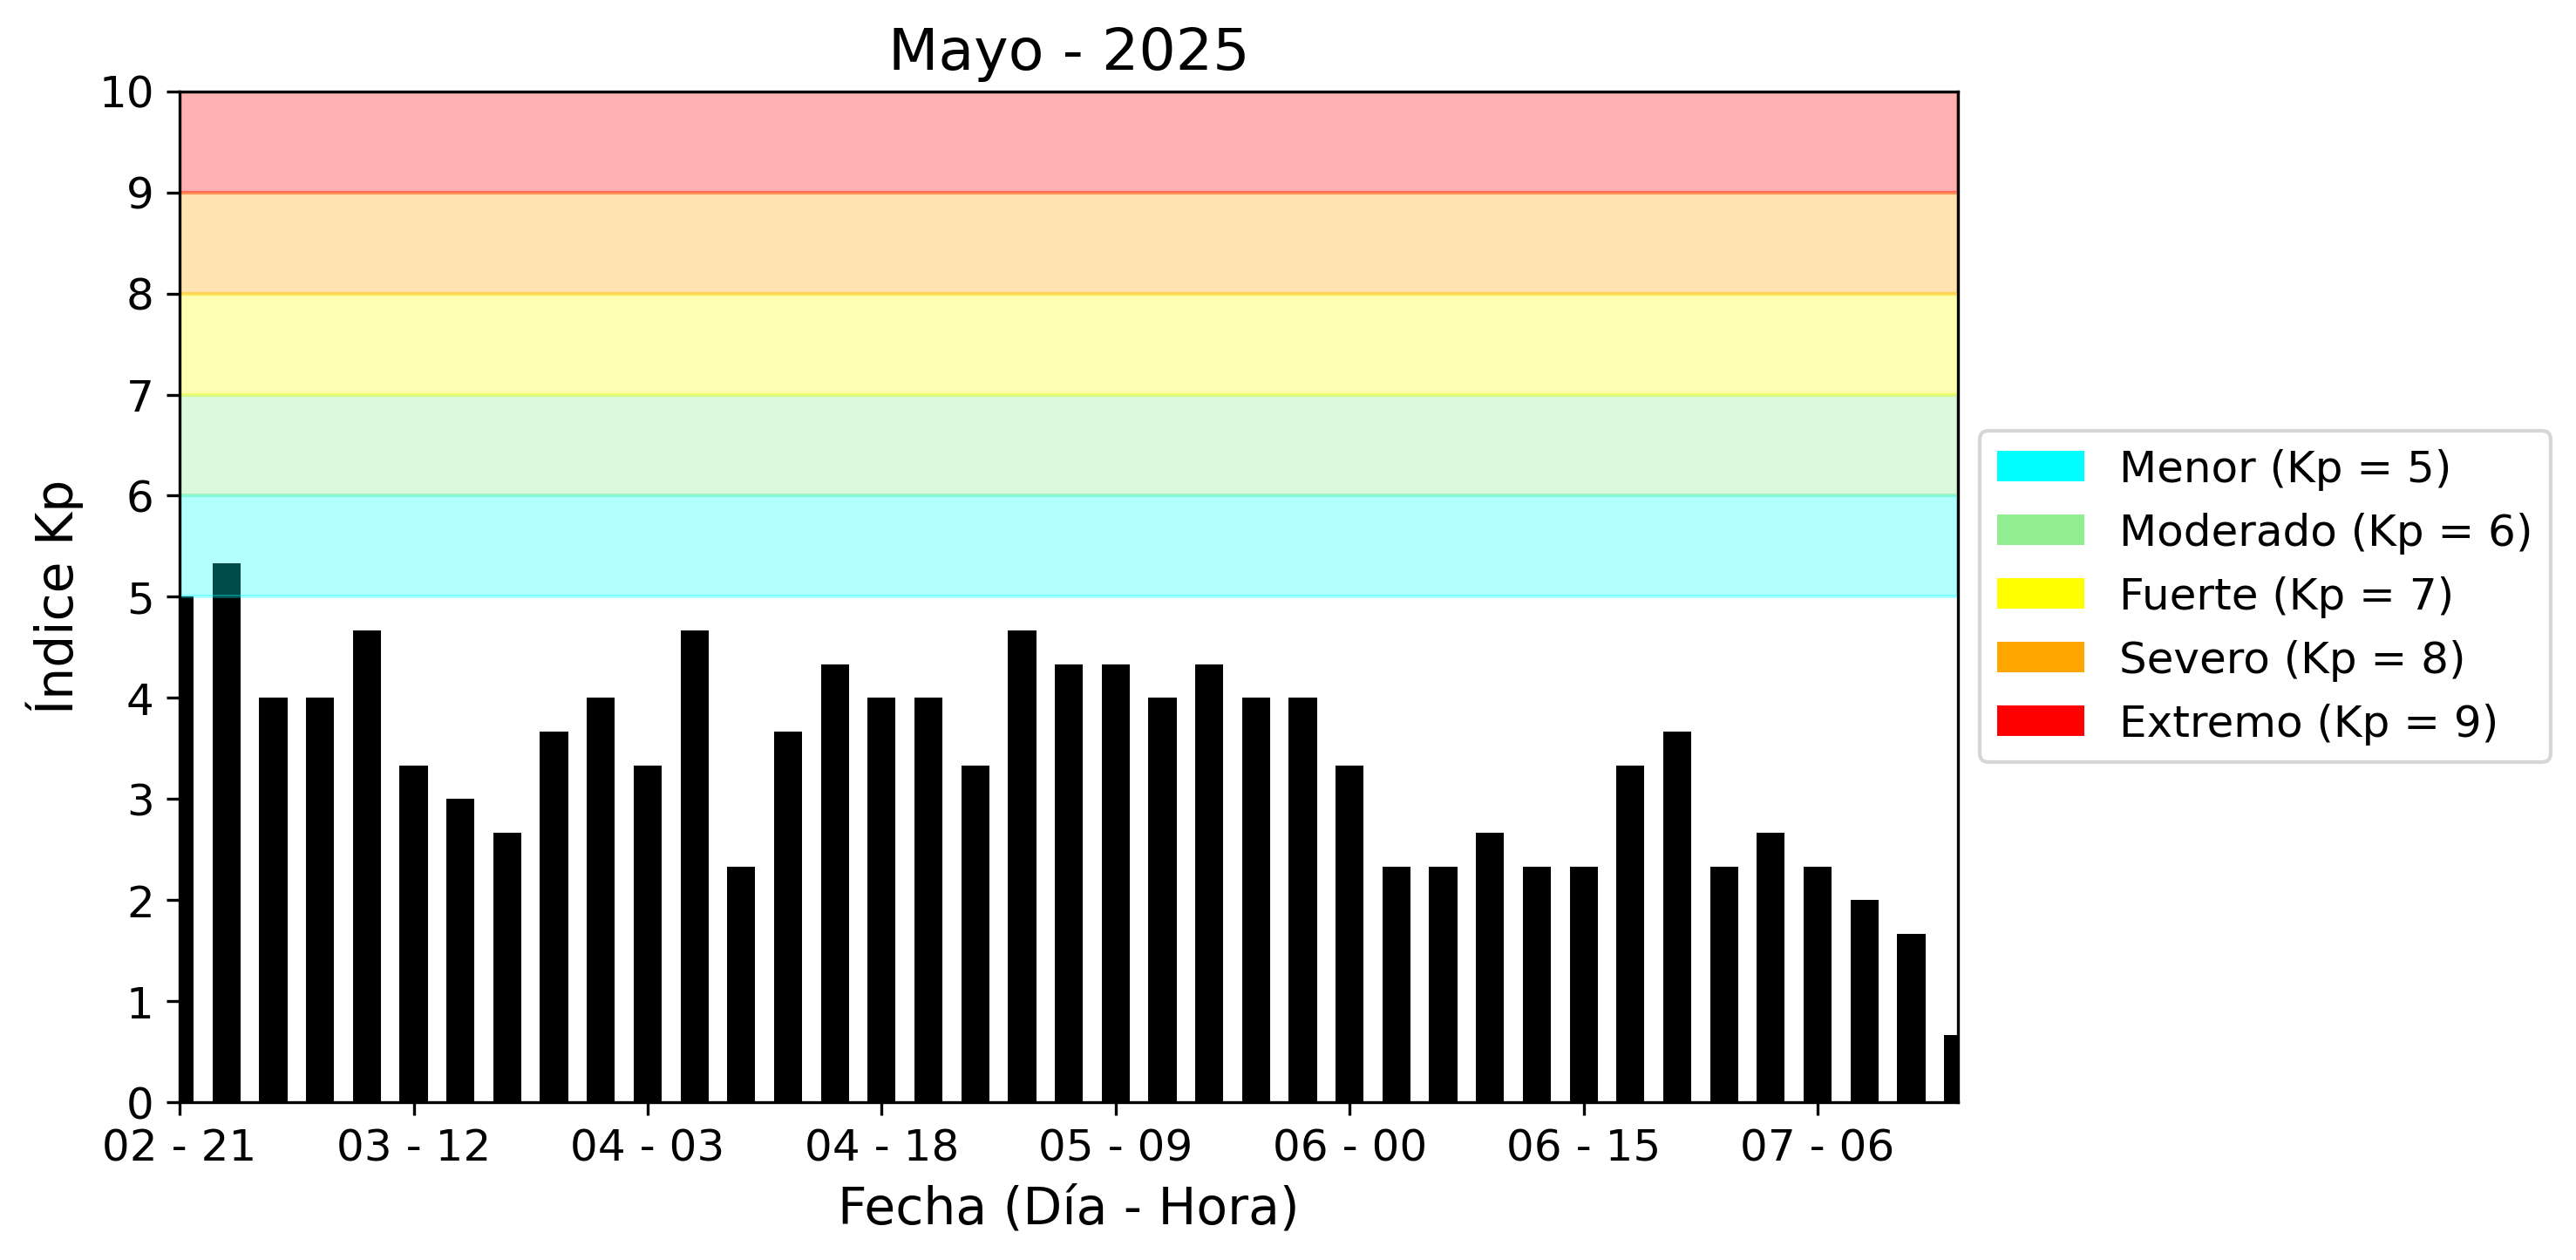 Mayo - 2025
10
9
8
7
6
5
4
3
2
1
0
Índice Kp
02 - 21
03 - 12
04 - 03
04 - 18
05 - 09
06 - 00
06 - 15
07 - 06
Fecha (Día - Hora)
Menor (Kp = 5)
Moderado (Kp = 6)
Fuerte (Kp = 7)
Severo (Kp = 8)
Extremo (Kp = 9)